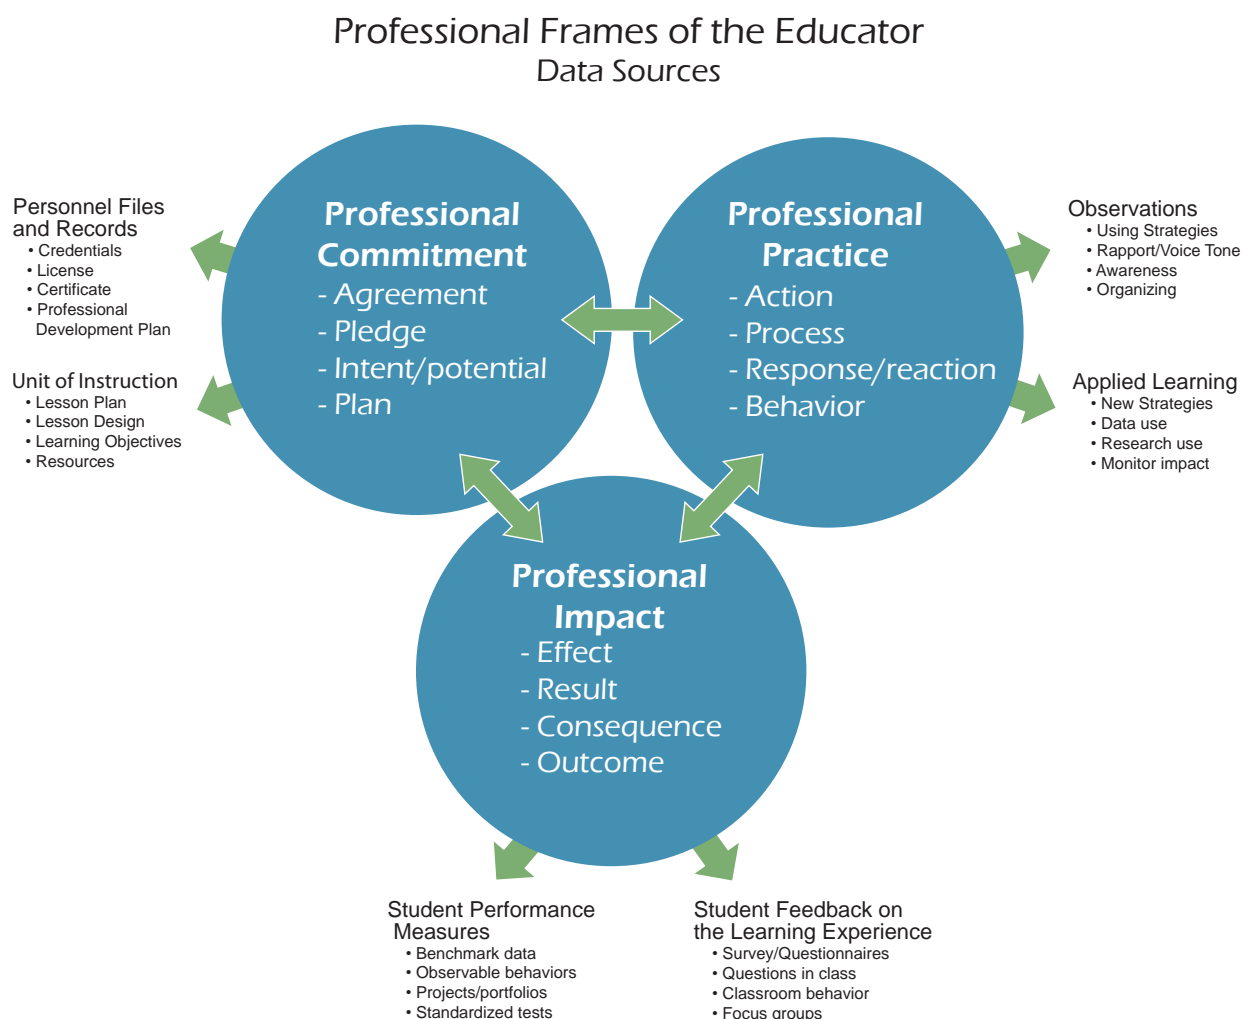 Professional Frames of the Educator
Data Sources
Professional
Commitment
- Agreement
- Pledge
- Intent/potential
- Plan
Professional
Practice
- Action
- Process
- Response/reaction
- Behavior
Professional
Impact
- Effect
- Result
- Consequence
- Outcome
Personnel Files
and Records
• Credentials
• License
• Certificate
• Professional
Development Plan
Unit of Instruction
• Lesson Plan
• Lesson Design
• Learning Objectives
• Resources
Observations
• Using Strategies
• Rapport/Voice Tone
• Awareness
• Organizing
Applied Learning
• New Strategies
• Data use
• Research use
• Monitor impact
Student Performance
Measures
• Benchmark data
• Observable behaviors
• Projects/portfolios
• Standardized tests
Student Feedback on
the Learning Experience
• Survey/Questionnaires
• Questions in class
• Classroom behavior
• Focus groups